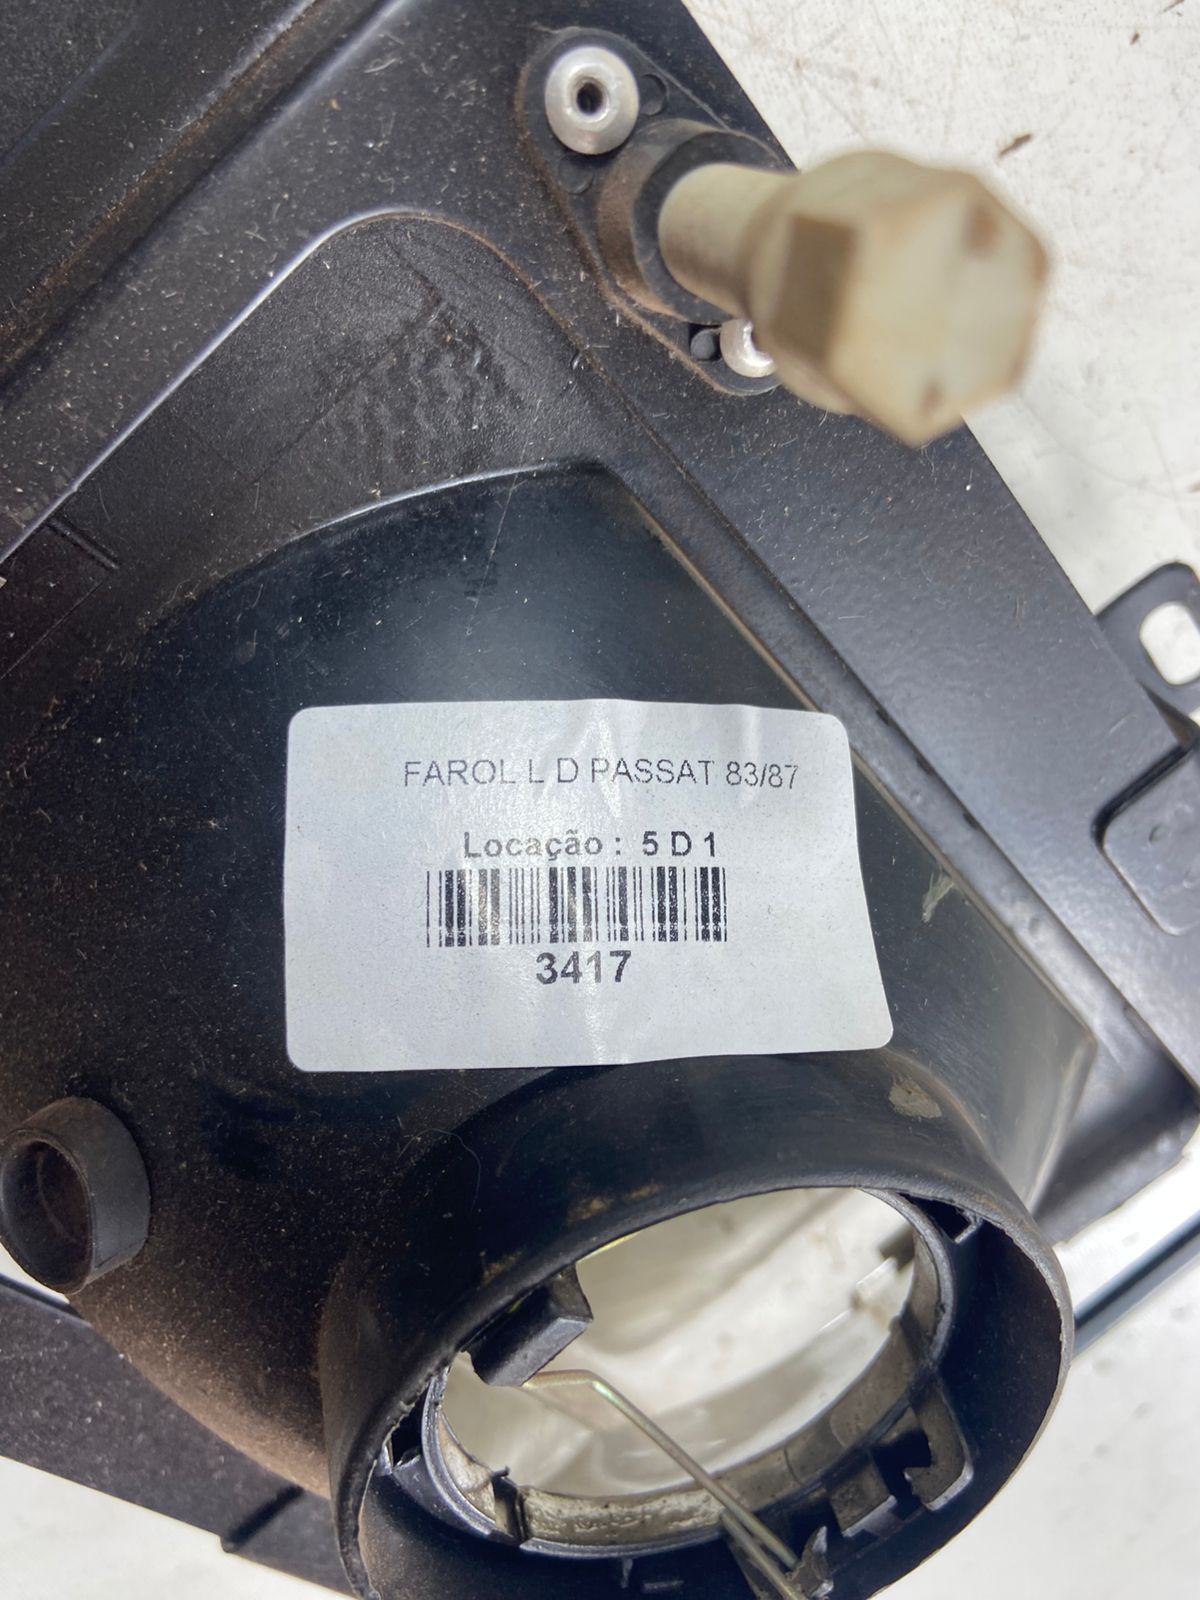 FAROL L D PASSAT 83/87
Locação : 5 D 1
3417